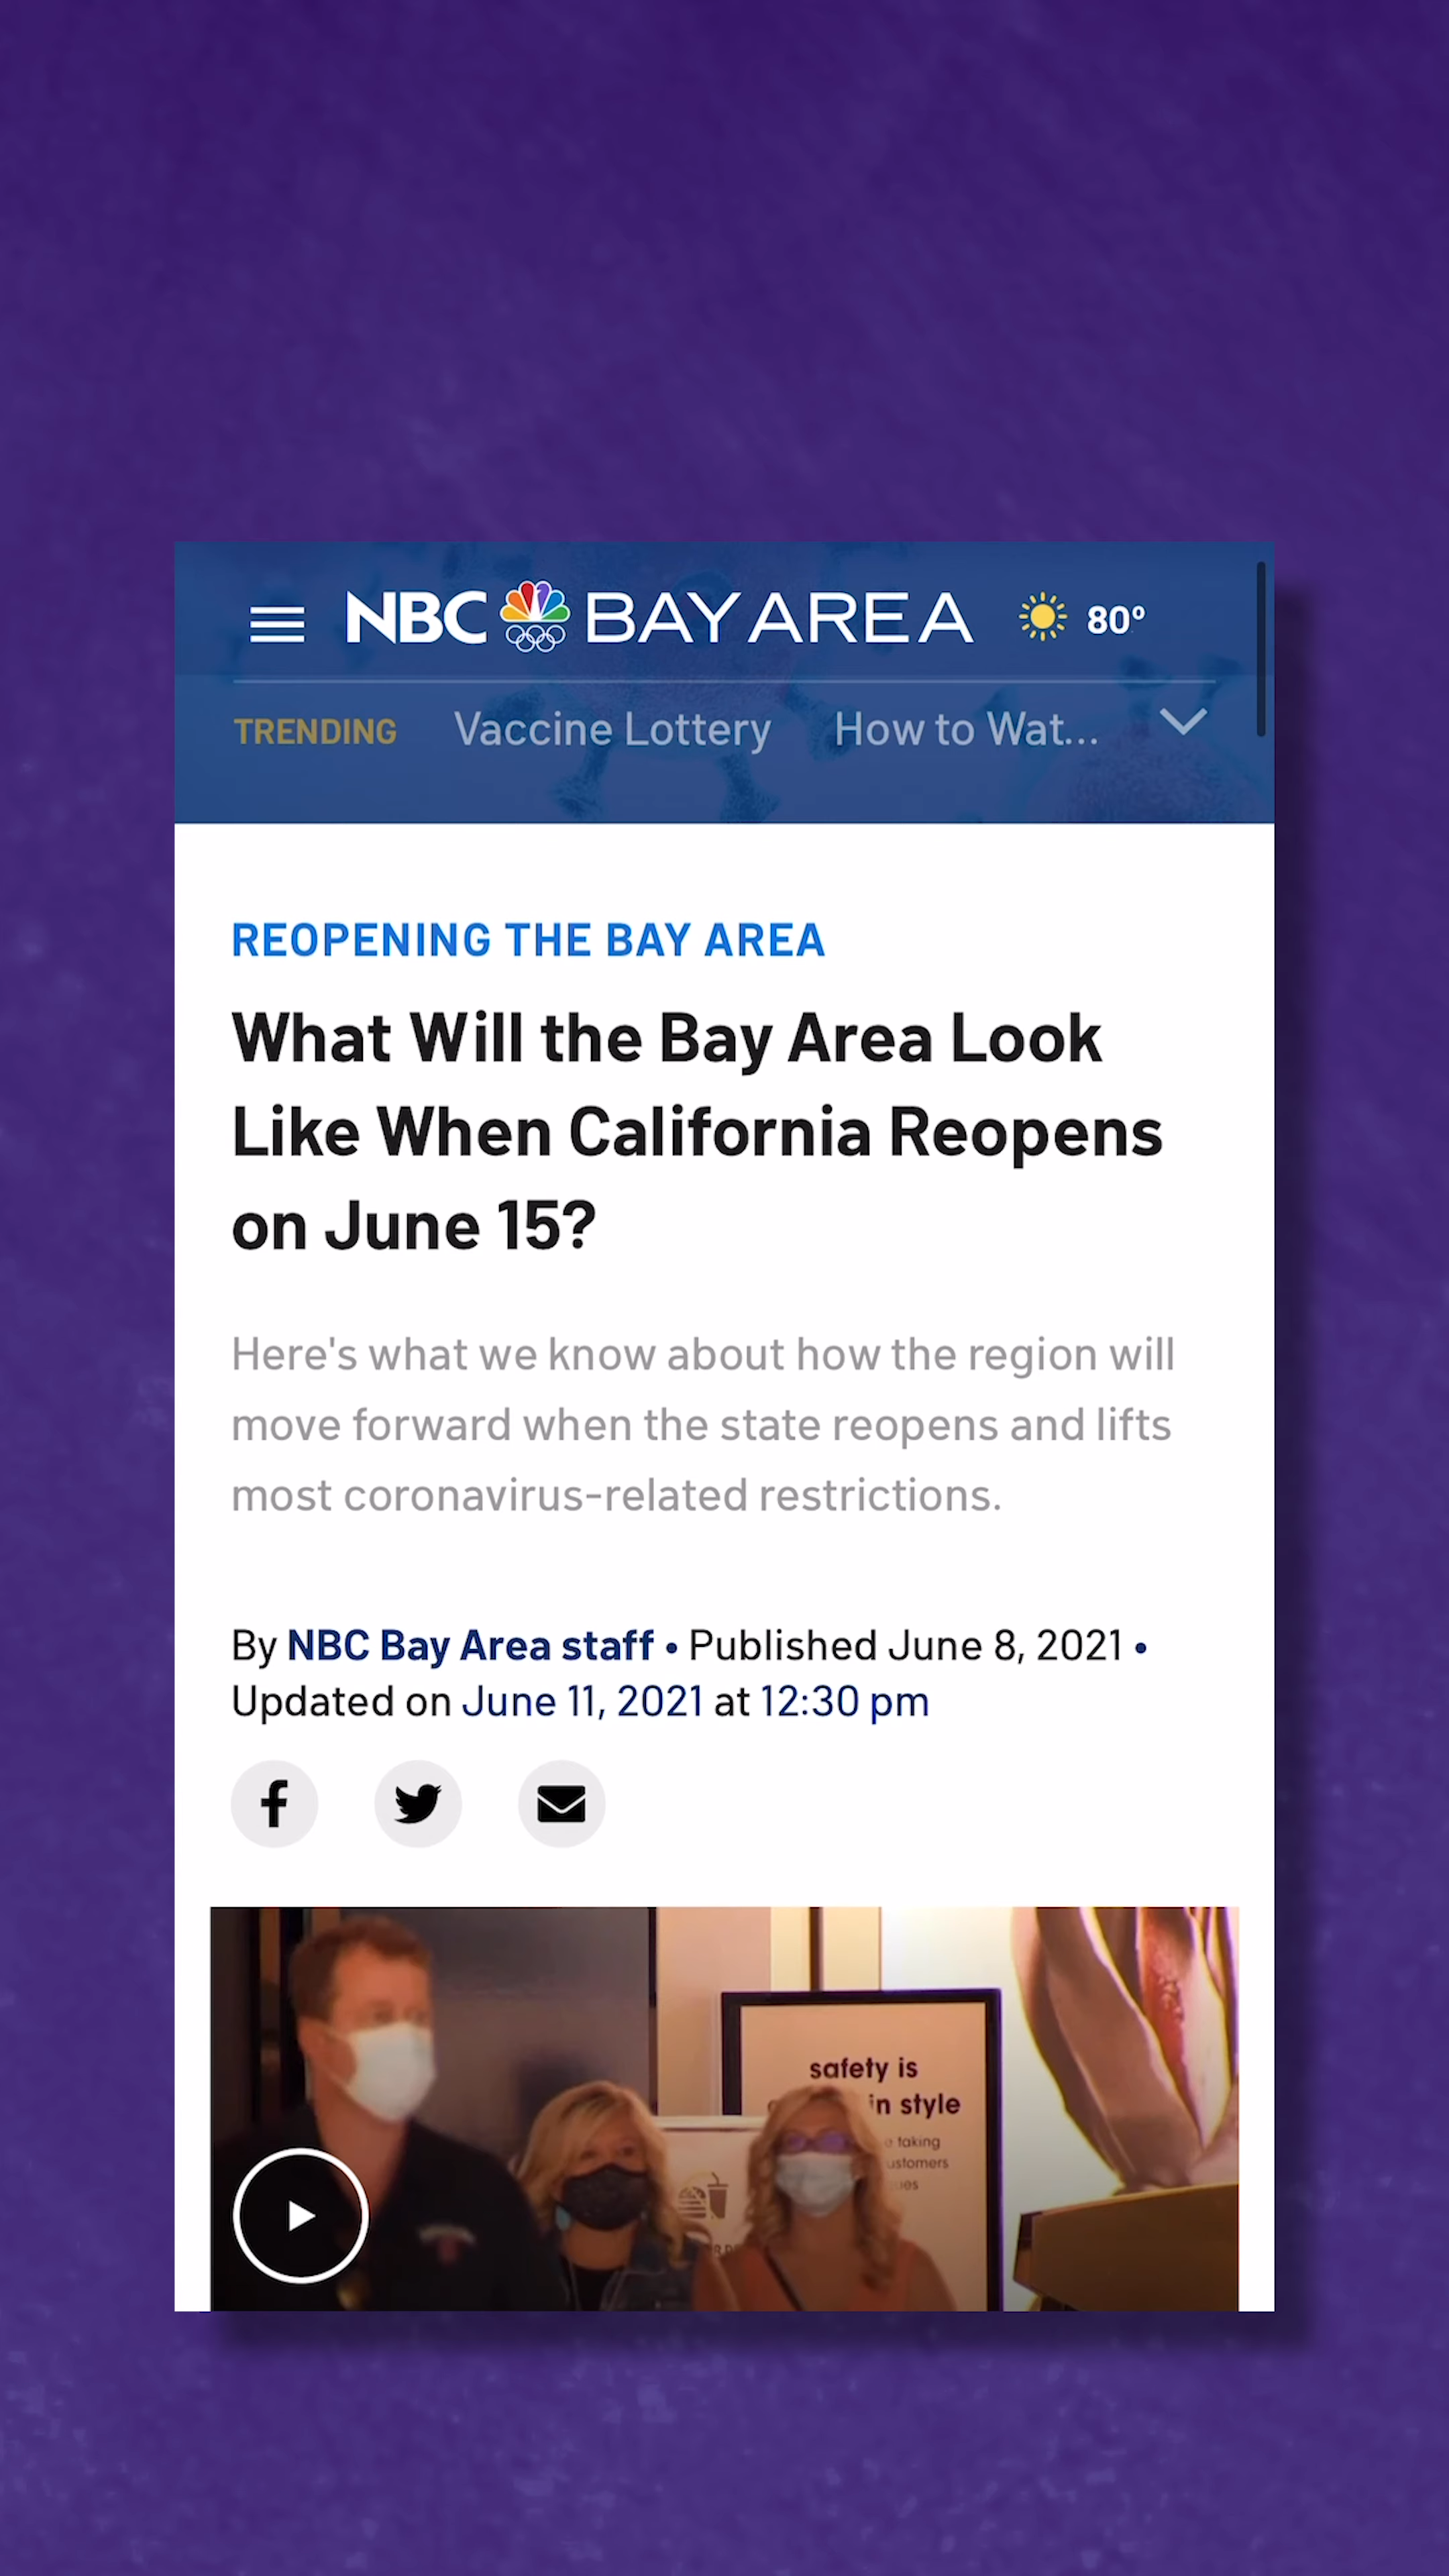 NBC BAY AREA 80°
TRENDING Vaccine Lottery How to Wat...
REOPENING THE BAY AREA
What Will the Bay Area Look
Like When California Reopens
on June 15?
Here's what we know about how the region will
move forward when the state reopens and lifts
most coronavirus-related restrictions.
By NBC Bay Area staff • Published June 8, 2021 •
Updated on June 11, 2021 at 12:30 pm
safety is
in style
taking